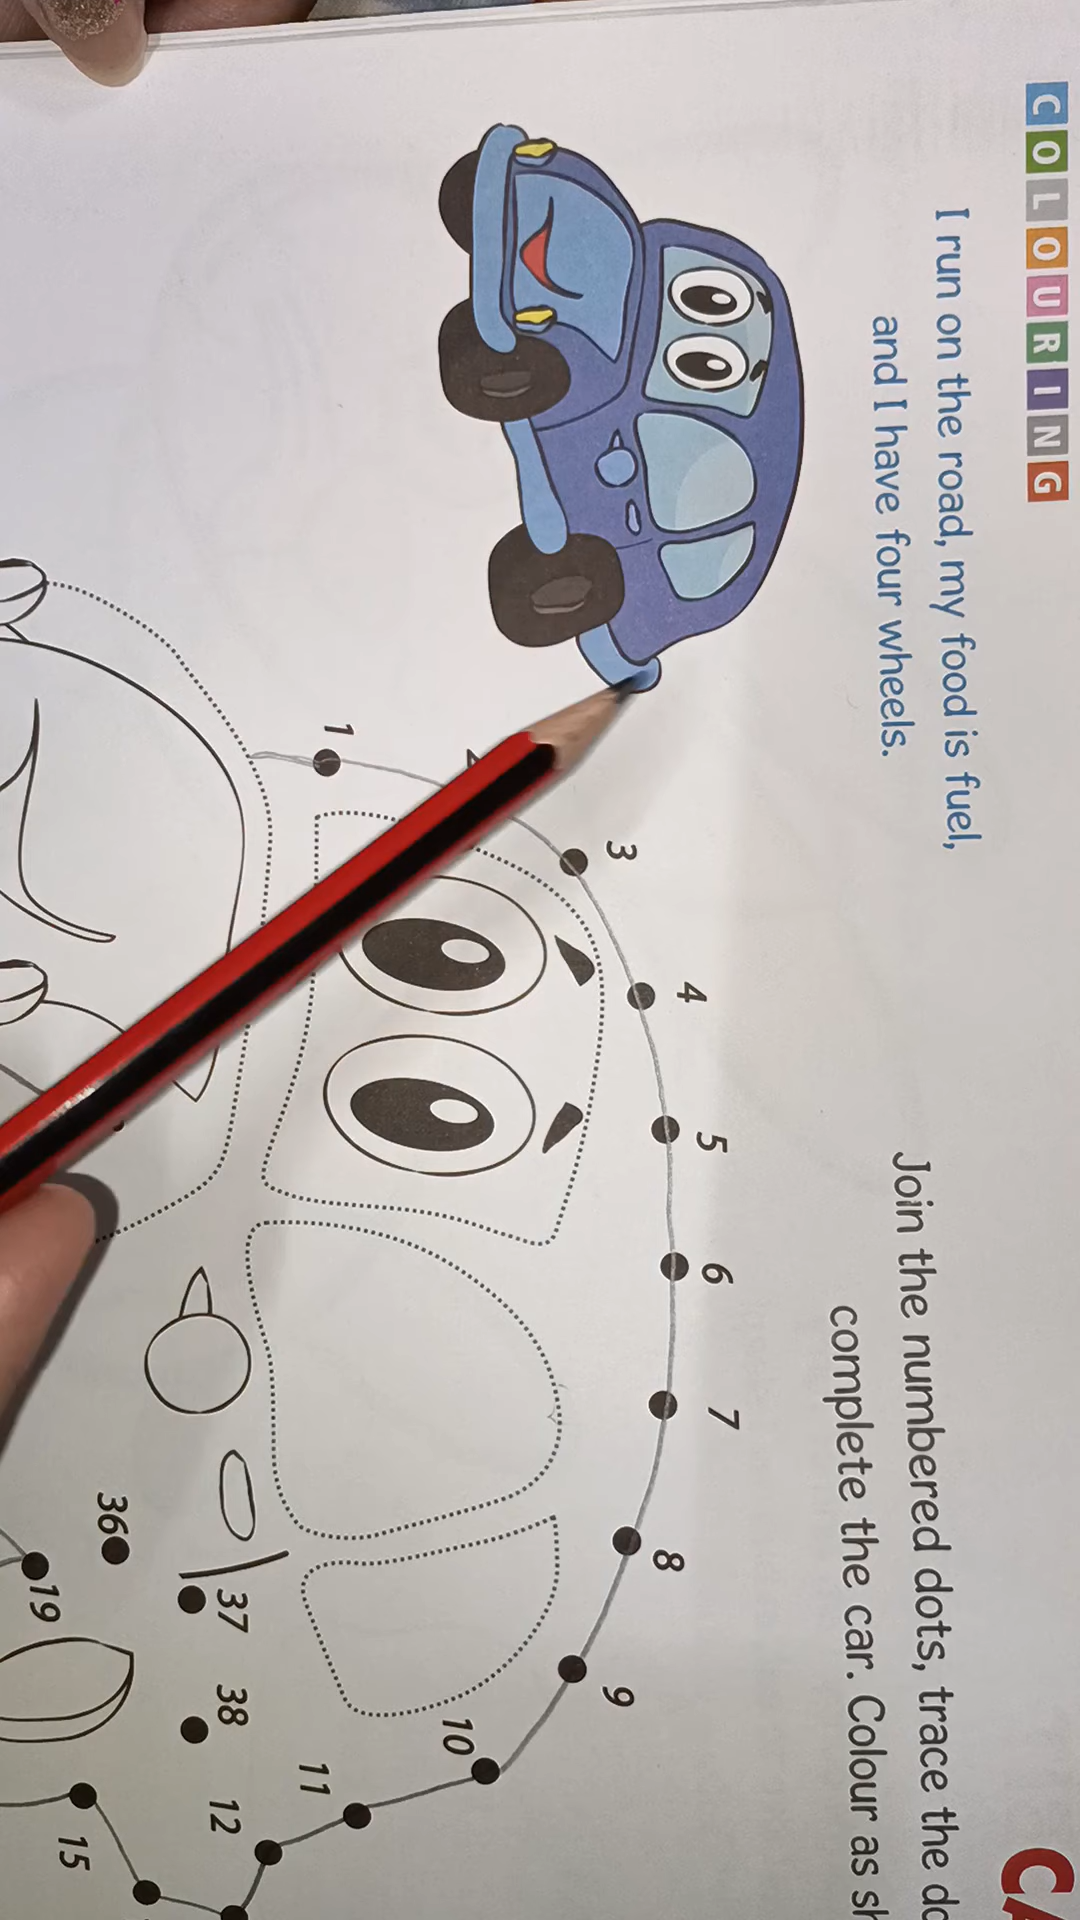 COLOURING
CA
I run on the road, my food is fuel,
and I have four wheels.
Join the numbered dots, trace the do
complete the car. Colour as sh
1
3
4
5
6
7
8
9
10
11
12
15
19
36
37
38